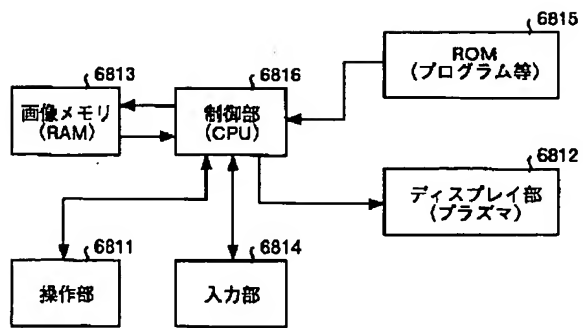 6815
ROM
(プログラム等)
6813
画像メモリ
(RAM)
6816
制御部
(CPU)
6812
ディスプレイ部
(プラズマ)
6811
操作部
6814
入力部